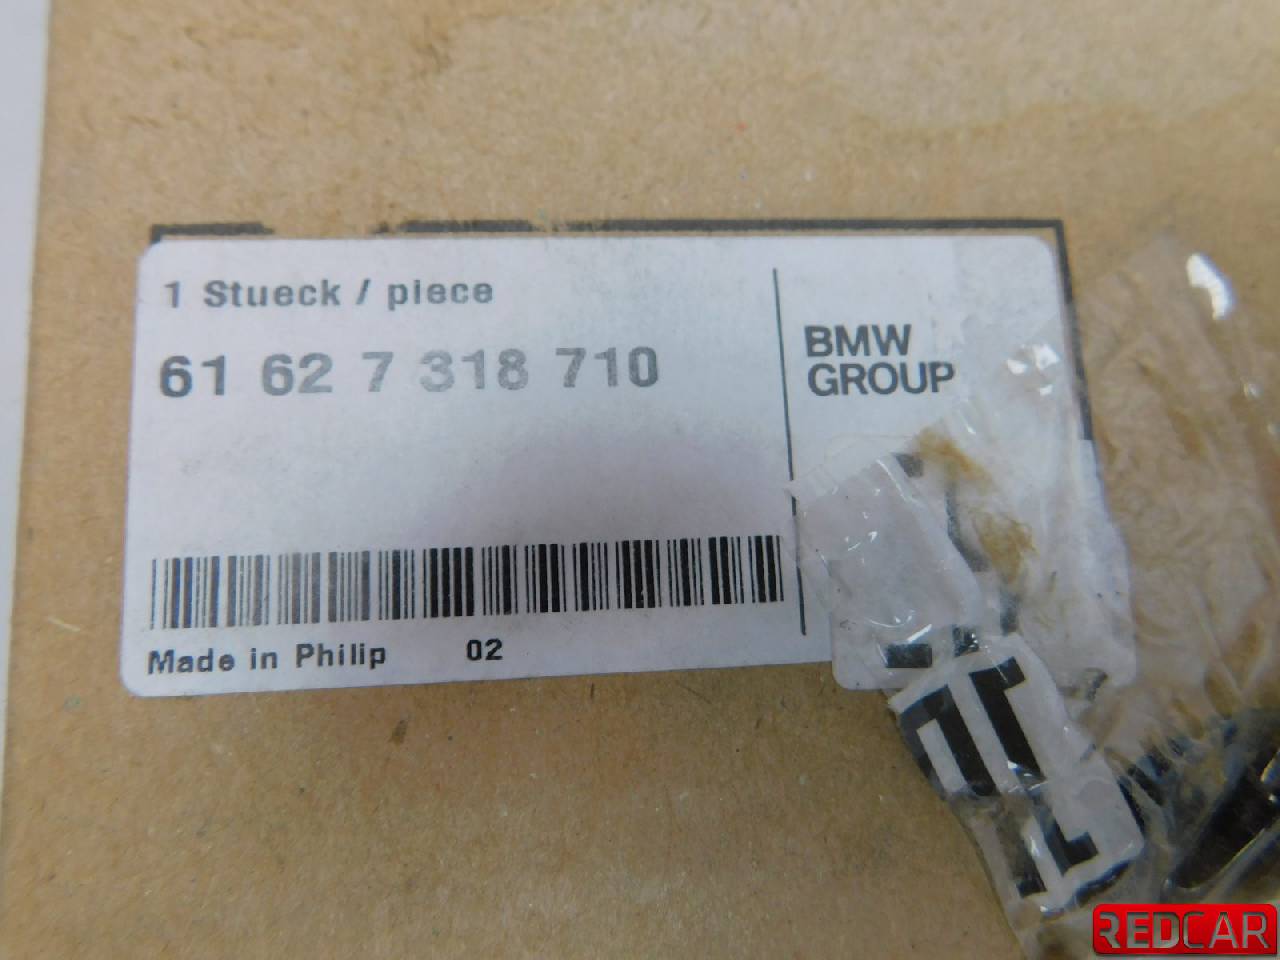 1 Stueck / piece
61 62 7 318 710
BMW
GROUP
Made in Philip 02
REDCAR